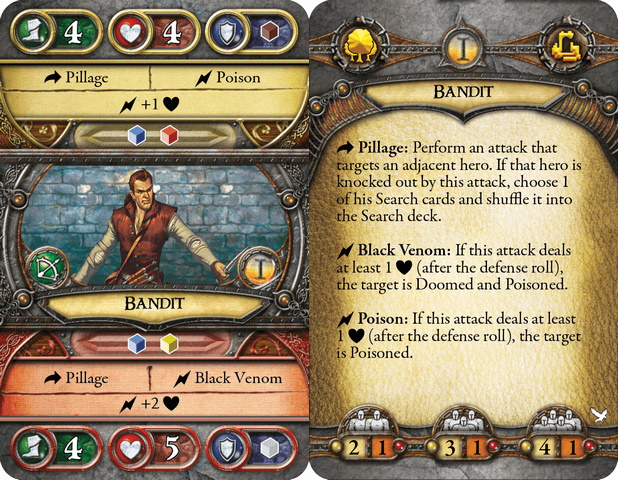 4 4
Pillage Poison
+1
BANDIT
I
Pillage Black Venom
+2
4 5
I
BANDIT
Pillage: Perform an attack that
targets an adjacent hero. If that hero is
knocked out by this attack, choose 1
of his Search cards and shuffle it into
the Search deck.
Black Venom: If this attack deals
at least 1 (after the defense roll),
the target is Doomed and Poisoned.
Poison: If this attack deals at least
1 (after the defense roll), the target
is Poisoned.
2 1 3 1 4 1